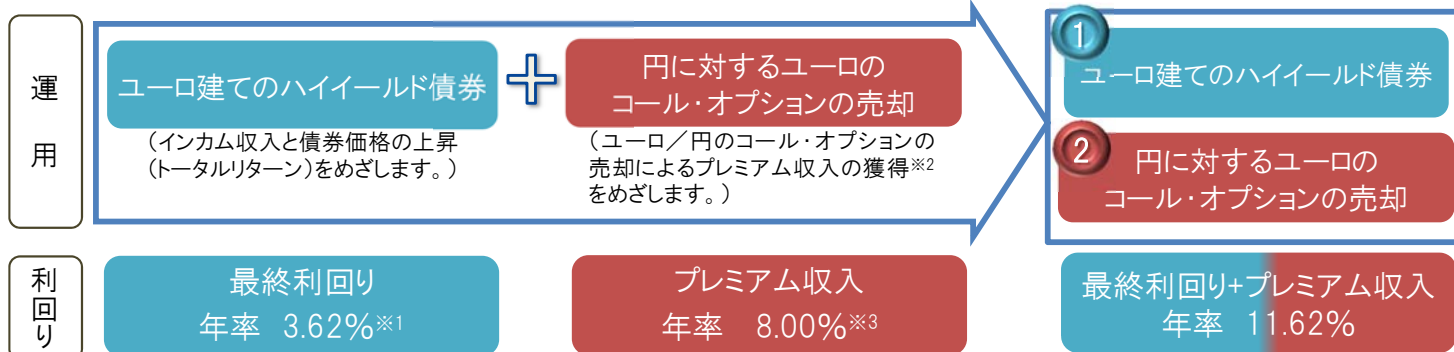 運
用
ユーロ建てのハイイールド債券
(インカム収入と債券価格の上昇
(トータルリターン)をめざします。)
円に対するユーロの
コール・オプションの売却
(ユーロ/円のコール・オプションの
売却によるプレミアム収入の獲得※2
をめざします。)
1
ユーロ建てのハイイールド債券
2
円に対するユーロの
コール・オプションの売却
利
回
り
最終利回り
年率 3.62%※1
プレミアム収入
年率 8.00%※3
最終利回り+プレミアム収入
年率 11.62%